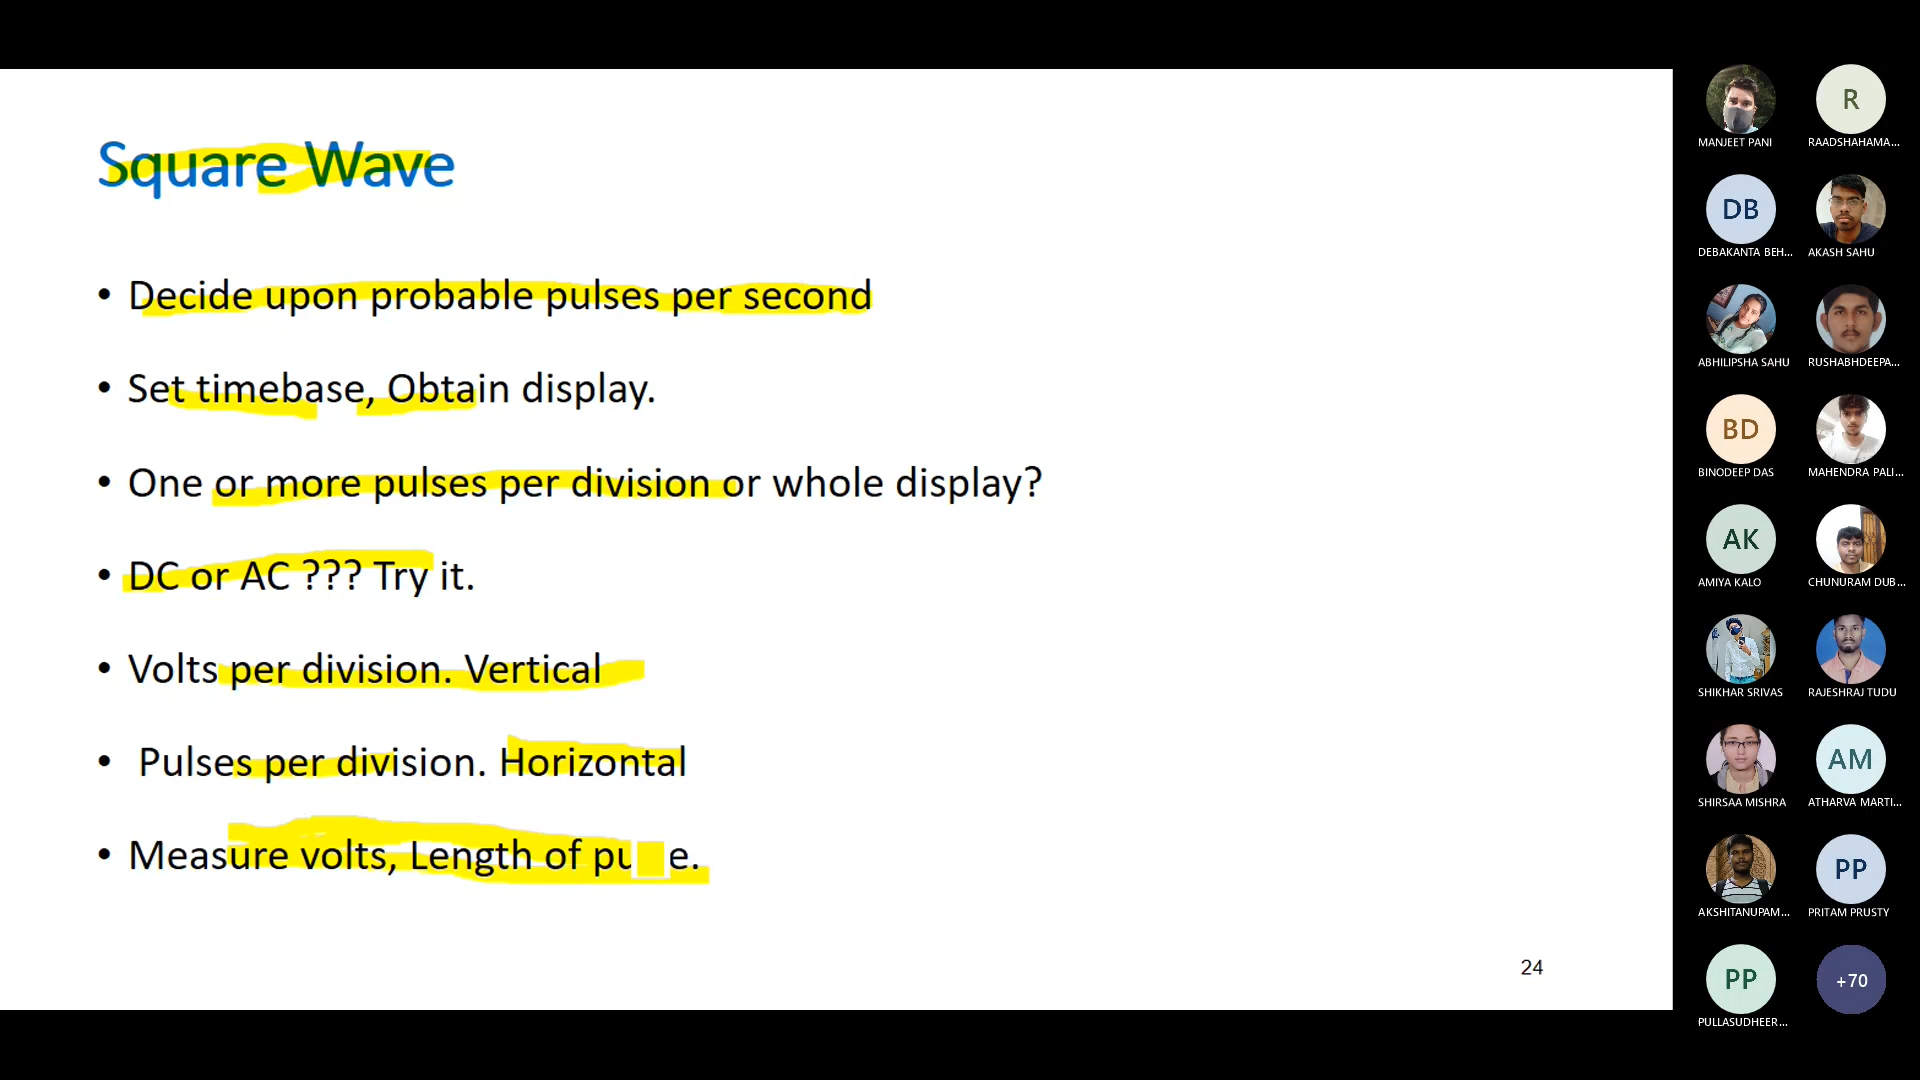 Square Wave
• Decide upon probable pulses per second
• Set timebase, Obtain display.
• One or more pulses per division or whole display?
• DC or AC ??? Try it.
• Volts per division. Vertical
• Pulses per division. Horizontal
• Measure volts, Length of pu e.
24
MANJEET PANI
R
RAADSHAHAMA...
DB
DEBAKANTA BEH...
AKASH SAHU
ABHILIPSHA SAHU
RUSHABHDEEPA...
BD
BINODEEP DAS
MAHENDRA PALI...
AK
AMIYA KALO
CHUNURAM DUB...
SHIKHAR SRIVAS
RAJESHRAJ TUDU
SHIRSAA MISHRA
AM
ATHARVA MARTI...
AKSHITANUPAM...
PP
PRITAM PRUSTY
PP
PULLASUDHEER...
+70